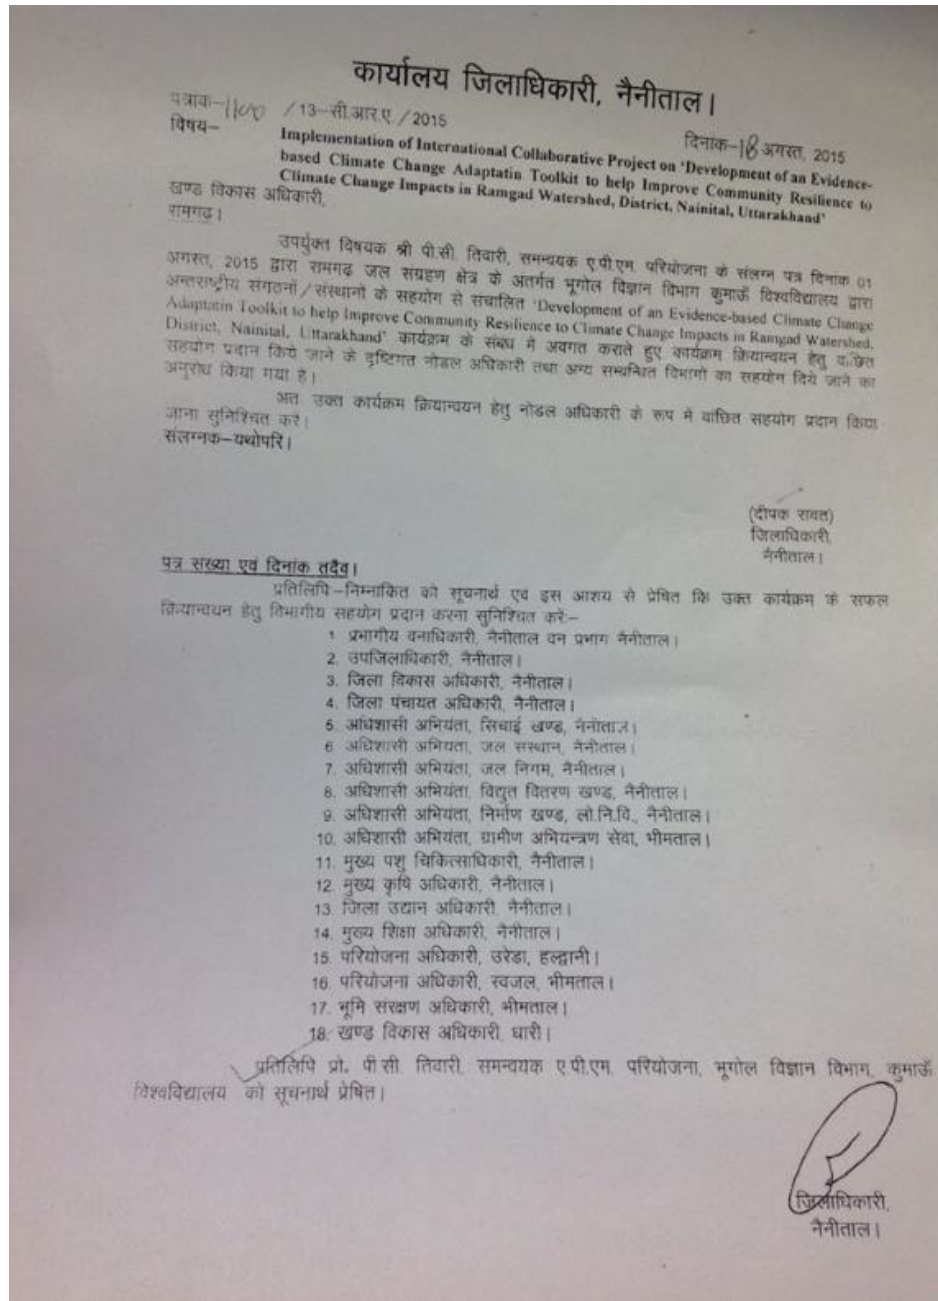 कार्यालय जिलाधिकारी, नैनीताल।
पत्रांक- /13-सी.आर.ए./2015
दिनांक-18 अगस्त, 2015
विषय-
Implementation of International Collaborative Project on 'Development of an Evidence-
based Climate Change Adaptatin Toolkit to help Improve Community Resilience to
Climate Change Impacts in Ramgad Watershed, District, Nainital, Uttarakhand'
खण्ड विकास अधिकारी,
रामगढ़।
उपर्युक्त विषयक श्री पी.सी. तिवारी, समन्वयक ए.पी.एम. परियोजना के संलग्न पत्र दिनांक 01
अगस्त, 2015 द्वारा रामगढ़ जल संग्रहण क्षेत्र के अंतर्गत भूगोल विज्ञान विभाग कुमाऊँ विश्वविद्यालय द्वारा
अन्तराष्ट्रीय संगठनों/संस्थानो के सहयोग से संचालित 'Development of an Evidence-based Climate Change
Adaptatin Toolkit to help Improve Community Resilience to Climate Change Impacts in Ramgad Watershed,
District, Nainital, Uttarakhand' कार्यक्रम के संबंध में अवगत कराते हुए कार्यक्रम क्रियान्वयन हेतु वांछित
सहयोग प्रदान किये जाने के दृष्टिगत नोडल अधिकारी तथा अन्य सम्बन्धित विभागों का सहयोग दिये जाने का
अनुरोध किया गया है।
अतः उक्त कार्यक्रम क्रियान्वयन हेतु नोडल अधिकारी के रूप में वांछित सहयोग प्रदान किया
जाना सुनिश्चित करें।
संलग्नक-यथोपरि।
(दीपक रावत)
जिलाधिकारी,
नैनीताल।
पत्र संख्या एवं दिनांक तदैव।
प्रतिलिपि-निम्नांकित को सूचनार्थ एवं इस आशय से प्रेषित कि उक्त कार्यक्रम के सफल
क्रियान्वयन हेतु विभागीय सहयोग प्रदान करना सुनिश्चित करें:-
1. प्रभागीय वनाधिकारी, नैनीताल वन प्रभाग नैनीताल।
2. उपजिलाधिकारी, नैनीताल।
3. जिला विकास अधिकारी, नैनीताल।
4. जिला पंचायत अधिकारी, नैनीताल।
5. अधिशासी अभियंता, सिंचाई खण्ड, नैनीताल।
6. अधिशासी अभियंता, जल संस्थान, नैनीताल।
7. अधिशासी अभियंता, जल निगम, नैनीताल।
8. अधिशासी अभियंता, विद्युत वितरण खण्ड, नैनीताल।
9. अधिशासी अभियंता, निर्माण खण्ड, लो.नि.वि., नैनीताल।
10. अधिशासी अभियंता, ग्रामीण अभियन्त्रण सेवा, भीमताल।
11. मुख्य पशु चिकित्साधिकारी, नैनीताल।
12. मुख्य कृषि अधिकारी, नैनीताल।
13. जिला उद्यान अधिकारी, नैनीताल।
14. मुख्य शिक्षा अधिकारी, नैनीताल।
15. परियोजना अधिकारी, उरेडा, हल्द्वानी।
16. परियोजना अधिकारी, स्वजल, भीमताल।
17. भूमि संरक्षण अधिकारी, भीमताल।
18. खण्ड विकास अधिकारी, धारी।
प्रतिलिपि प्रो. पी.सी. तिवारी, समन्वयक ए.पी.एम. परियोजना, भूगोल विज्ञान विभाग, कुमाऊँ
विश्वविद्यालय को सूचनार्थ प्रेषित।
जिलाधिकारी,
नैनीताल।